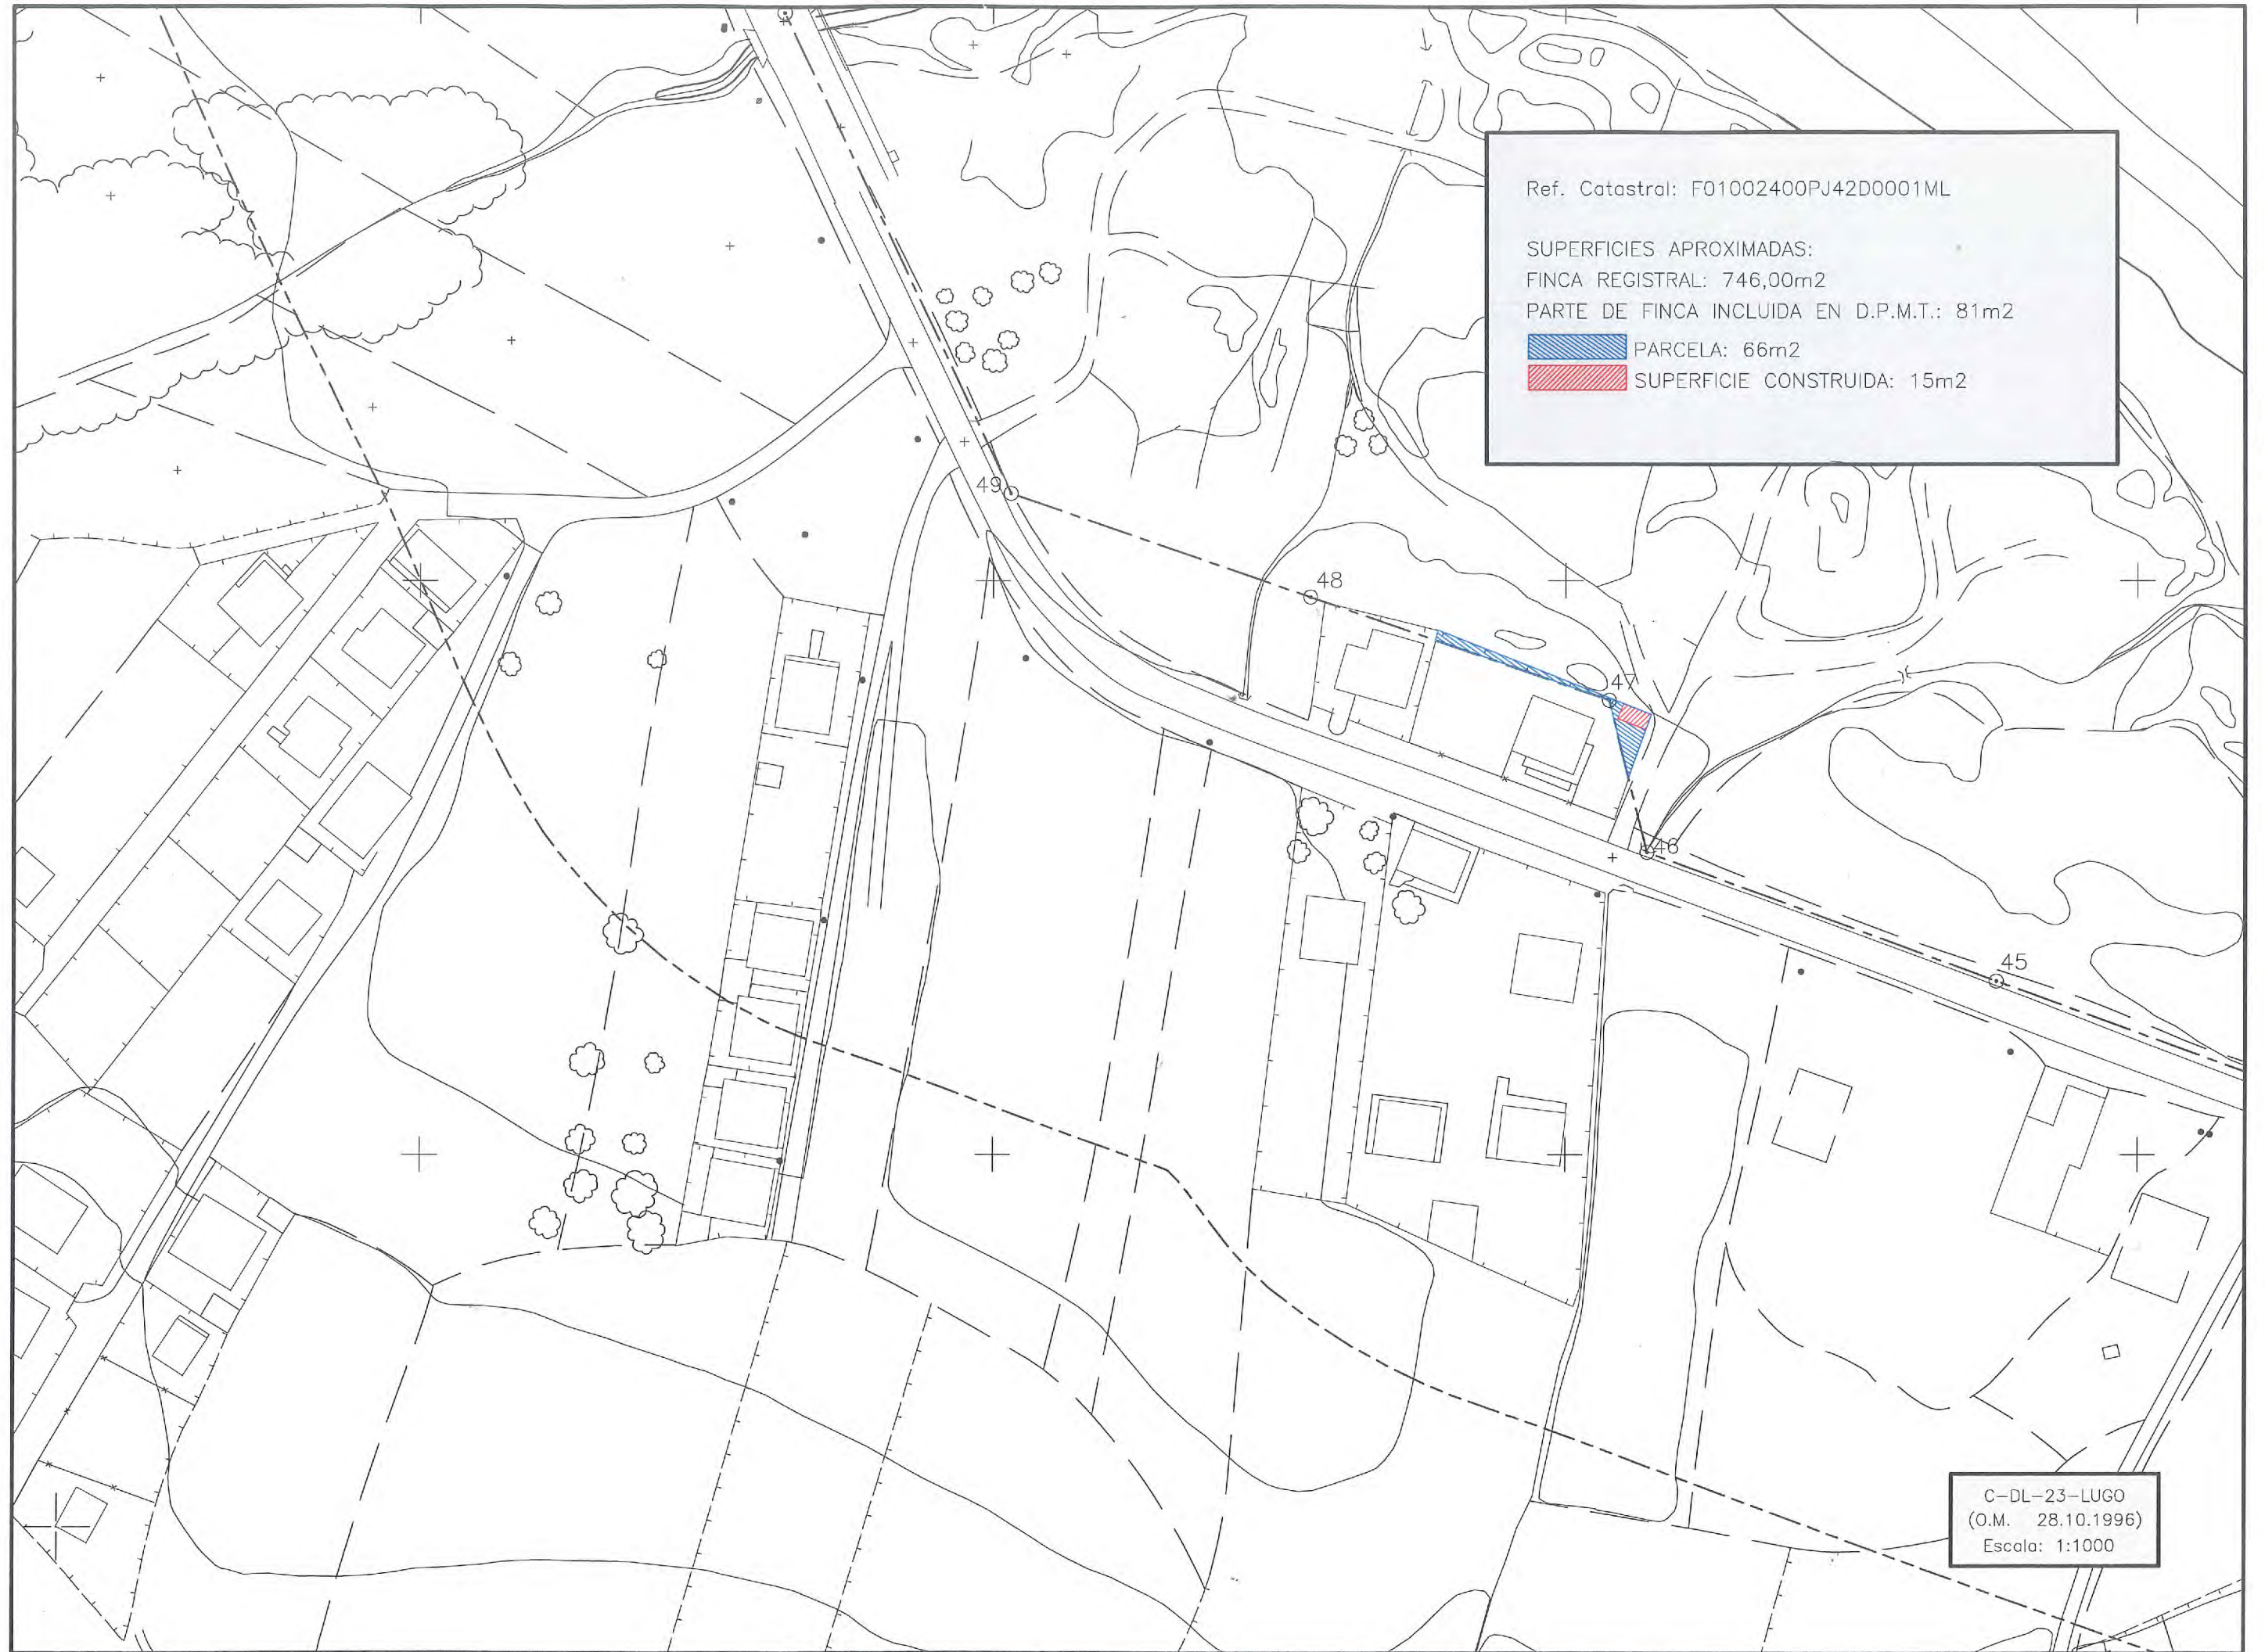 Ref. Catastral: F01002400PJ42D0001ML
SUPERFICIES APROXIMADAS:
FINCA REGISTRAL: 746,00m2
PARTE DE FINCA INCLUIDA EN D.P.M.T.: 81m2
PARCELA: 66m2
SUPERFICIE CONSTRUIDA: 15m2
49
48
47
46
45
C-DL-23-LUGO
(O.M. 28.10.1996)
Escala: 1:1000